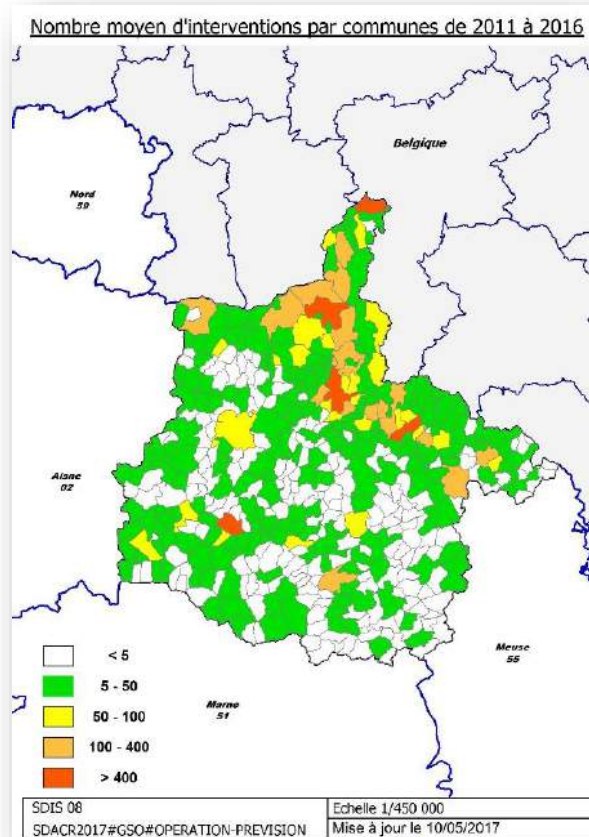 Nombre moyen d'interventions par communes de 2011 à 2016
Belgique
Nord
59
Aisne
02
Meuse
55
Marne
51
< 5
5 - 50
50 - 100
100 - 400
> 400
SDIS 08
Echelle 1/450 000
SDACR2017#GSO#OPERATION-PREVISION
Mise à jour le 10/05/2017